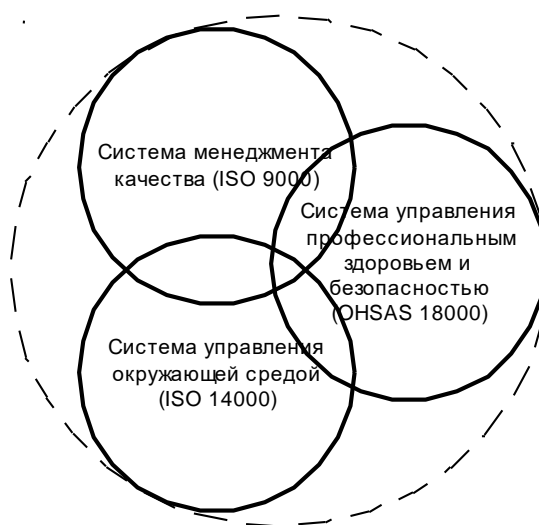 Система менеджмента
качества (ISO 9000)
Система управления
профессиональным
здоровьем и
безопасностью
(OHSAS 18000)
Система управления
окружающей средой
(ISO 14000)